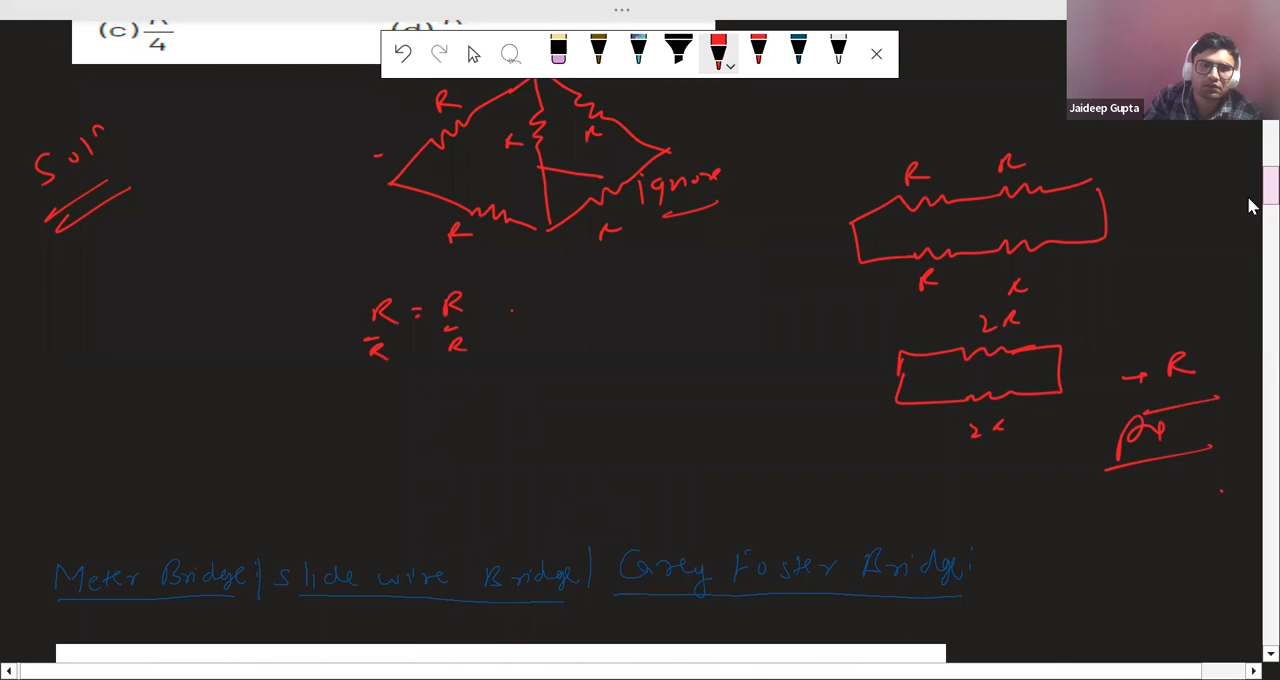 (c) R/4
(d)
Jaideep Gupta
Solⁿ
R
R
R
ignore
R
R
R/R = R/R
R R
R R
2R
2R
→ R
Meter Bridge | slide wire Bridge | Carey Foster Bridge: